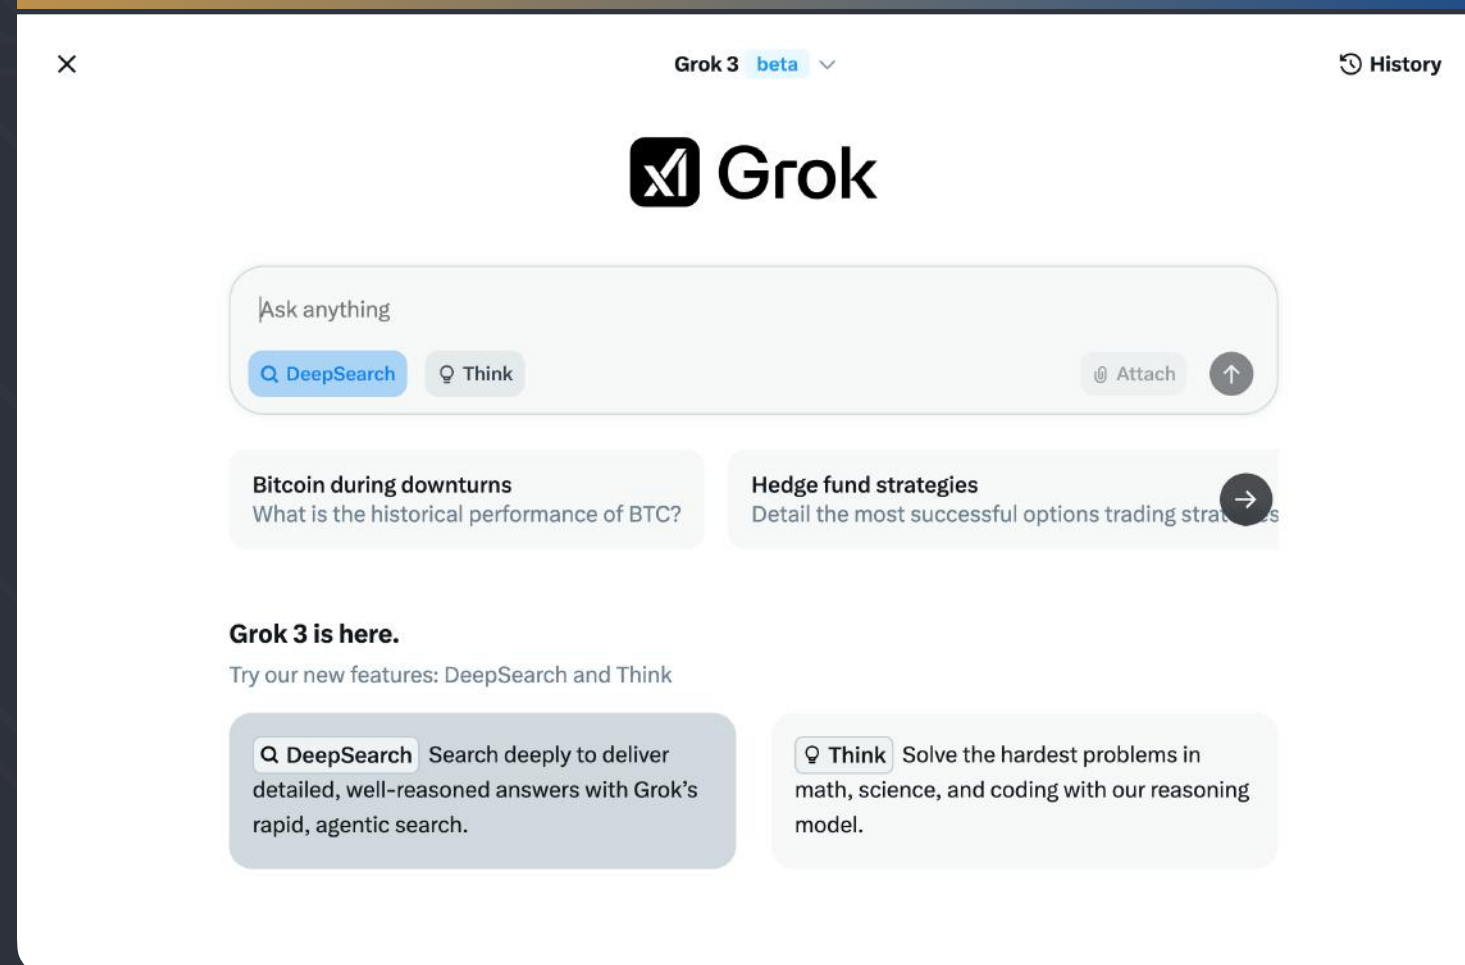 Grok 3 beta
History
Grok
Ask anything
DeepSearch
Think
Attach
Bitcoin during downturns
What is the historical performance of BTC?
Hedge fund strategies
Detail the most successful options trading
Grok 3 is here.
Try our new features: DeepSearch and Think
DeepSearch Search deeply to deliver
detailed, well-reasoned answers with Grok’s
rapid, agentic search.
Think Solve the hardest problems in
math, science, and coding with our reasoning
model.